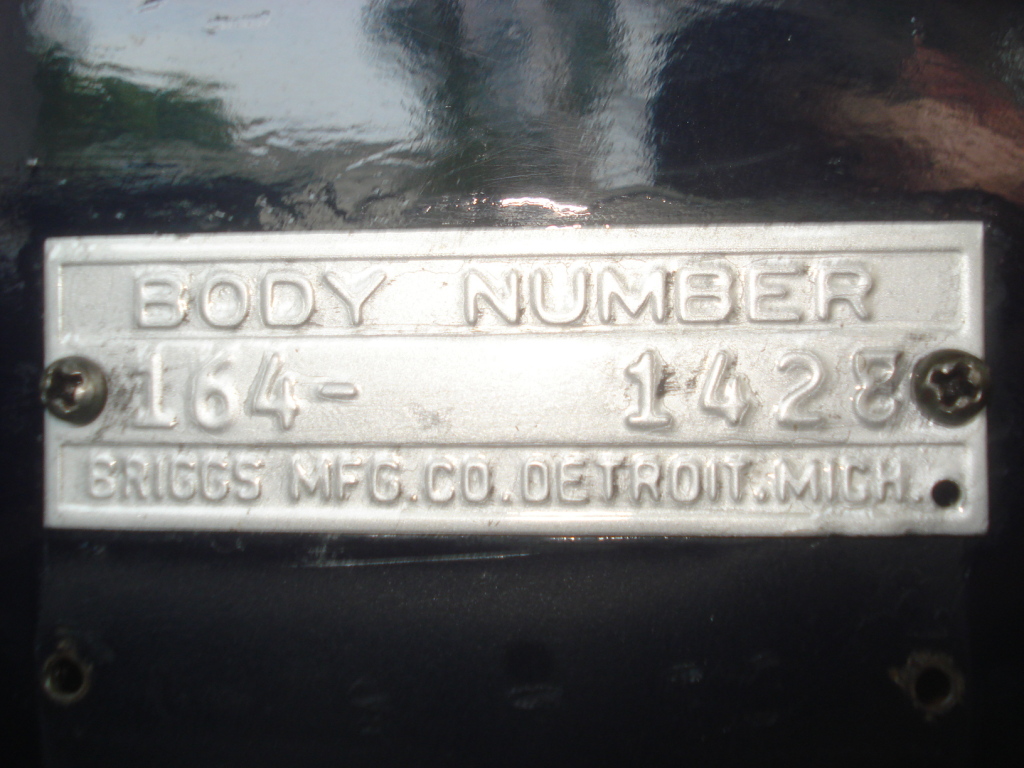 BODY NUMBER
164- 1428
BRIGGS MFG. CO. DETROIT. MICH.